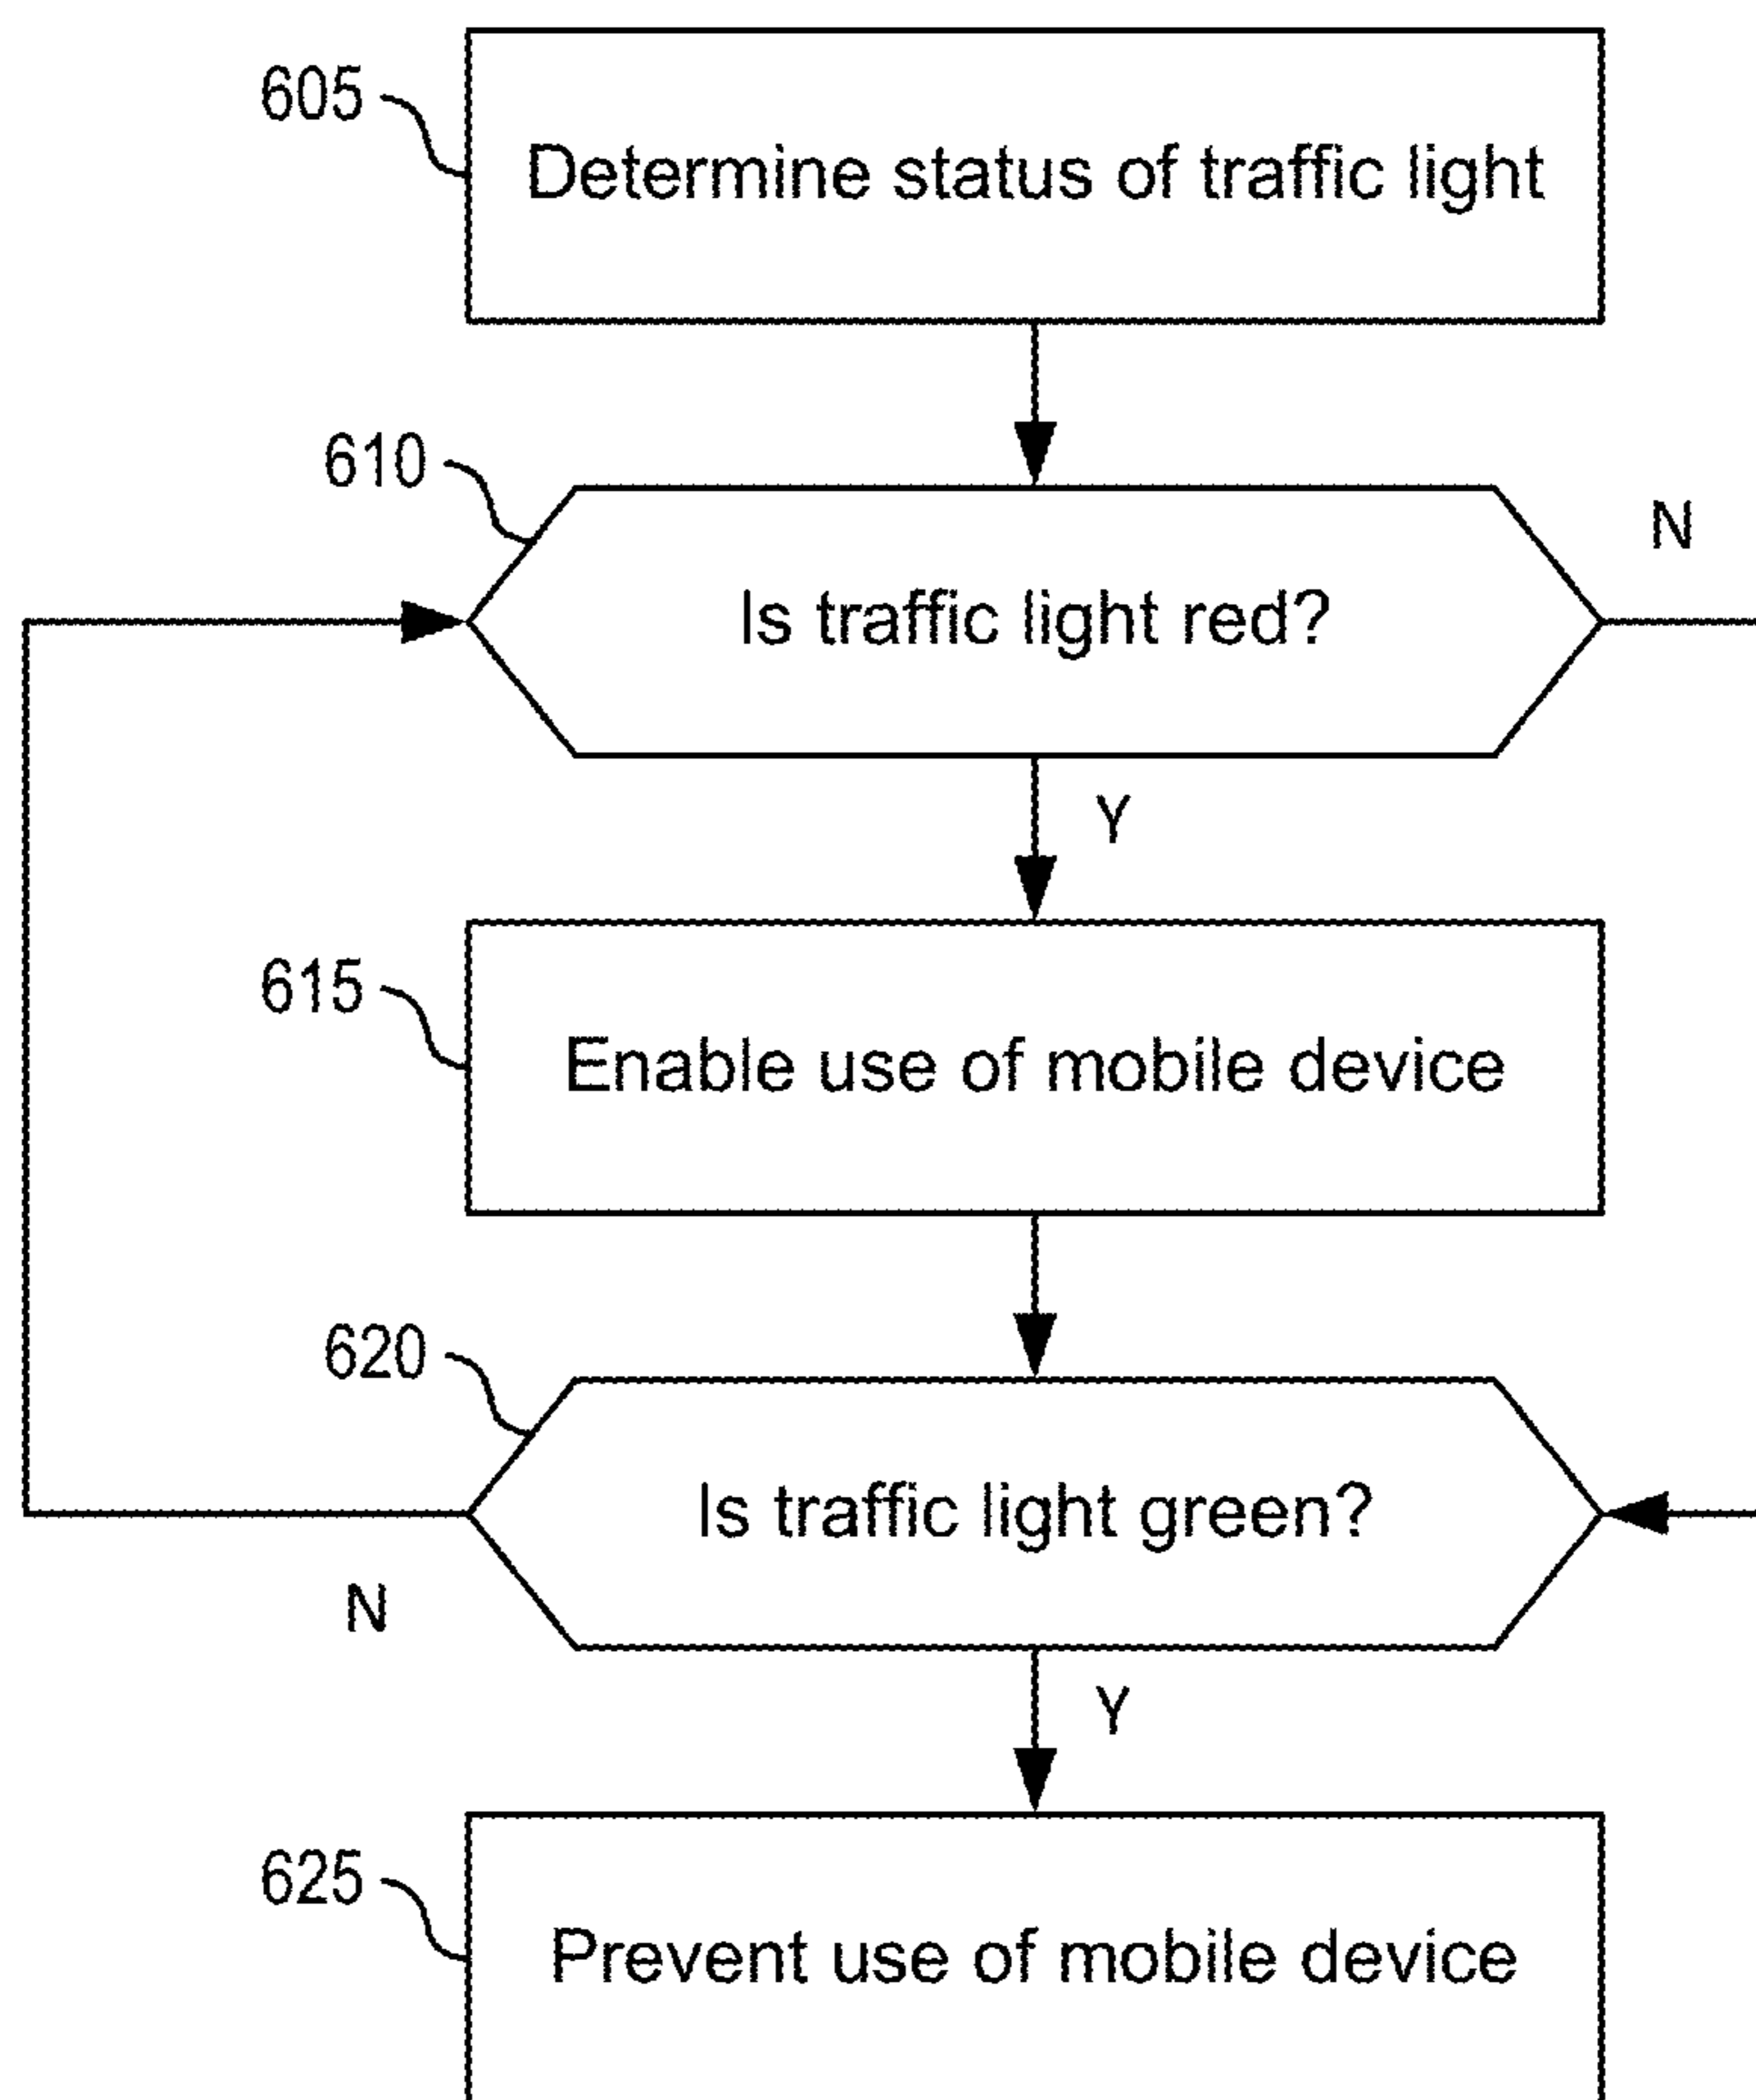 605
Determine status of traffic light
610
N
Is traffic light red?
Y
615
Enable use of mobile device
620
Is traffic light green?
N
Y
625
Prevent use of mobile device